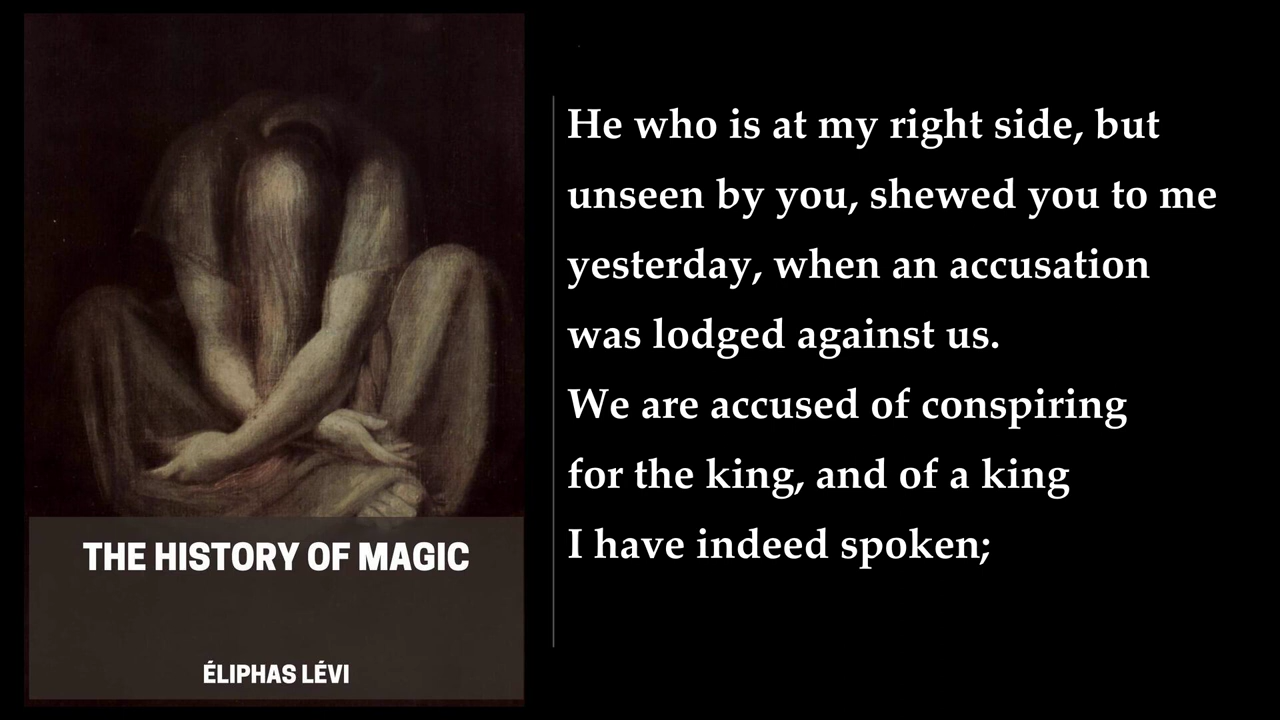 THE HISTORY OF MAGIC
ÉLIPHAS LÉVI
He who is at my right side, but
unseen by you, shewed you to me
yesterday, when an accusation
was lodged against us.
We are accused of conspiring
for the king, and of a king
I have indeed spoken;